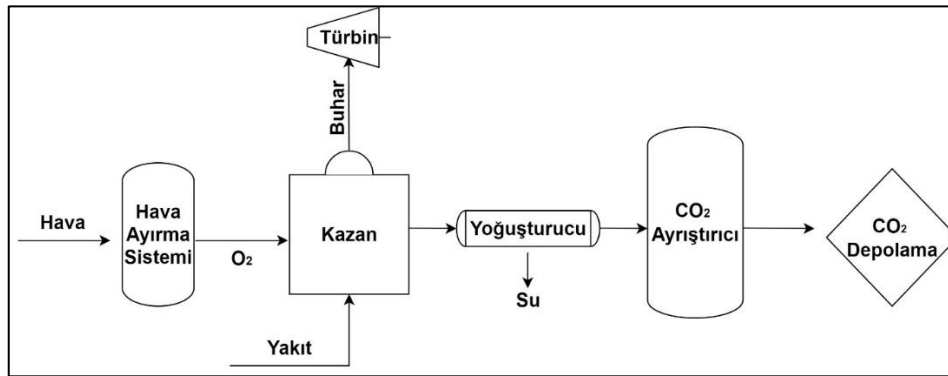 Türbin
Buhar
Hava
Hava
Ayırma
Sistemi
O₂
Kazan
Yakıt
Yoğuşturucu
Su
CO₂
Ayrıştırıcı
CO₂
Depolama